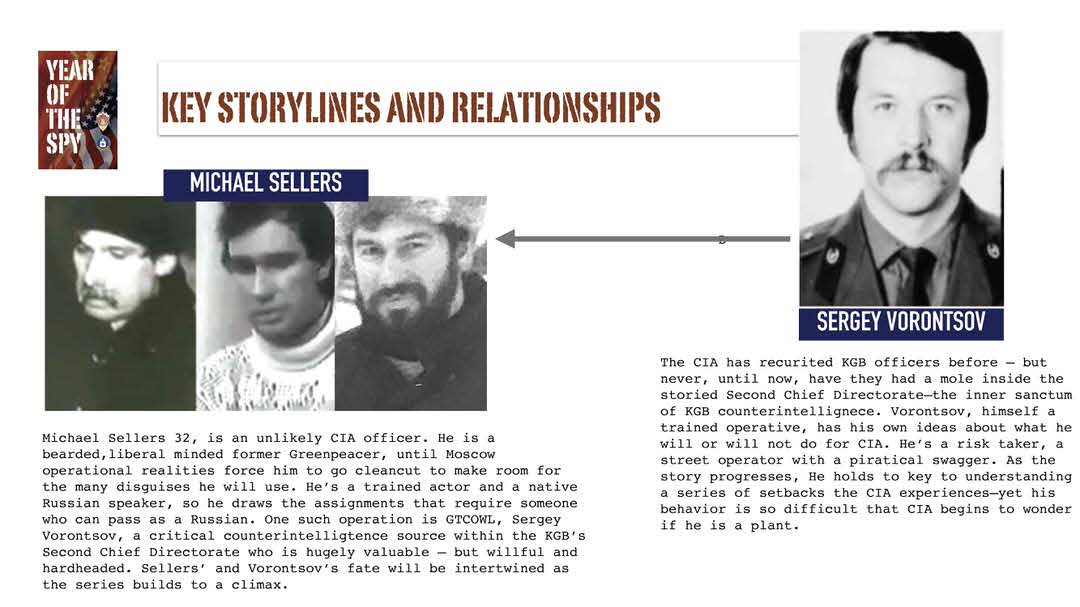 YEAR
OF
THE
SPY
KEY STORYLINES AND RELATIONSHIPS
MICHAEL SELLERS
Michael Sellers 32, is an unlikely CIA officer. He is a
bearded,liberal minded former Greenpeacer, until Moscow
operational realities force him to go cleancut to make room for
the many disguises he will use. He's a trained actor and a native
Russian speaker, so he draws the assignments that require someone
who can pass as a Russian. One such operation is GTCOWL, Sergey
Vorontsov, a critical counterintelligtence source within the KGB's
Second Chief Directorate who is hugely valuable — but willful and
hardheaded. Sellers' and Vorontsov's fate will be intertwined as
the series builds to a climax.
SERGEY VORONTSOV
The CIA has recurited KGB officers before — but
never, until now, have they had a mole inside the
storied Second Chief Directorate—the inner sanctum
of KGB counterintellignece. Vorontsov, himself a
trained operative, has his own ideas about what he
will or will not do for CIA. He's a risk taker, a
street operator with a piratical swagger. As the
story progresses, He holds to key to understanding
a series of setbacks the CIA experiences—yet his
behavior is so difficult that CIA begins to wonder
if he is a plant.